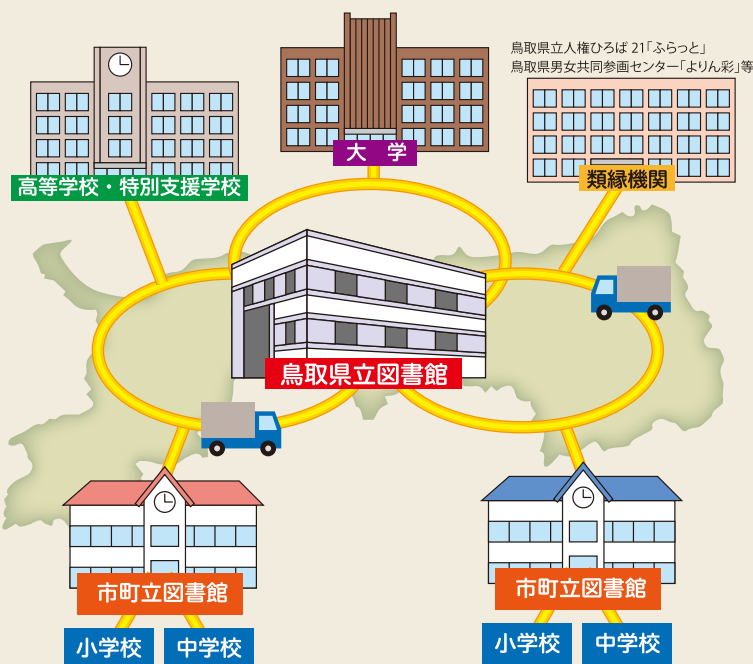 鳥取県立人権ひろば21「ふらっと」
鳥取県男女共同参画センター「よりん彩」等
大　学
高等学校・特別支援学校
類縁機関
鳥取県立図書館
市町立図書館
市町立図書館
小学校
中学校
小学校
中学校